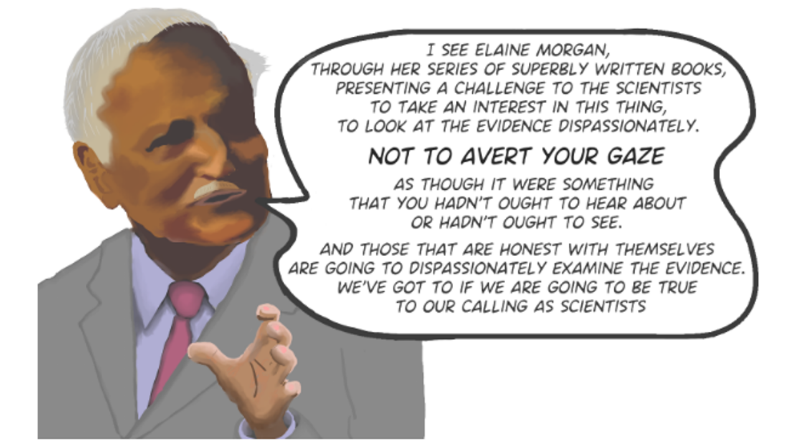 I SEE ELAINE MORGAN,
THROUGH HER SERIES OF SUPERBLY WRITTEN BOOKS,
PRESENTING A CHALLENGE TO THE SCIENTISTS
TO TAKE AN INTEREST IN THIS THING,
TO LOOK AT THE EVIDENCE DISPASSIONATELY.
NOT TO AVERT YOUR GAZE
AS THOUGH IT WERE SOMETHING
THAT YOU HADN'T OUGHT TO HEAR ABOUT
OR HADN'T OUGHT TO SEE.
AND THOSE THAT ARE HONEST WITH THEMSELVES
ARE GOING TO DISPASSIONATELY EXAMINE THE EVIDENCE.
WE'VE GOT TO IF WE ARE GOING TO BE TRUE
TO OUR CALLING AS SCIENTISTS